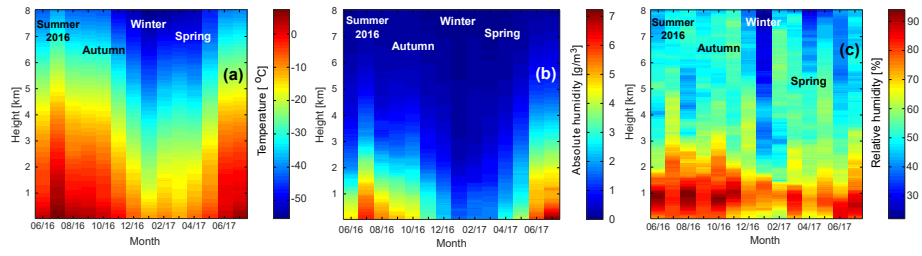 Summer
2016
Winter
Autumn
Spring
(a)
8
7
6
5
4
3
2
1
Height [km]
06/16 08/16 10/16 12/16 02/17 04/17 06/17
Month
0
-10
-20
-30
-40
-50
Temperature [°C]
Summer
2016
Winter
Autumn
Spring
(b)
8
7
6
5
4
3
2
1
Height [km]
06/16 08/16 10/16 12/16 02/17 04/17 06/17
Month
7
6
5
4
3
2
1
0
Absolute humidity [g/m³]
Summer
2016
Winter
Autumn
(c)
Spring
8
7
6
5
4
3
2
1
Height [km]
06/16 08/16 10/16 12/16 02/17 04/17 06/17
Month
90
80
70
60
50
40
30
Relative humidity [%]